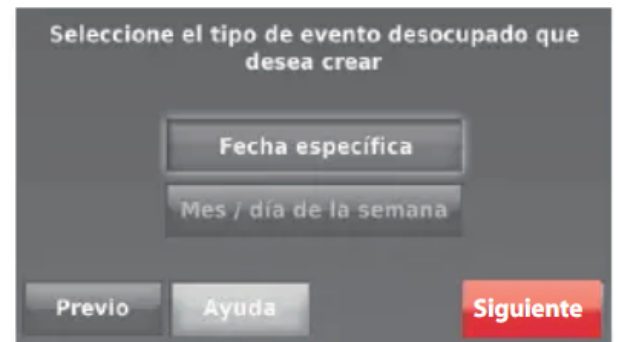 Seleccione el tipo de evento desocupado que
desea crear
Fecha específica
Mes / día de la semana
Previo
Ayuda
Siguiente